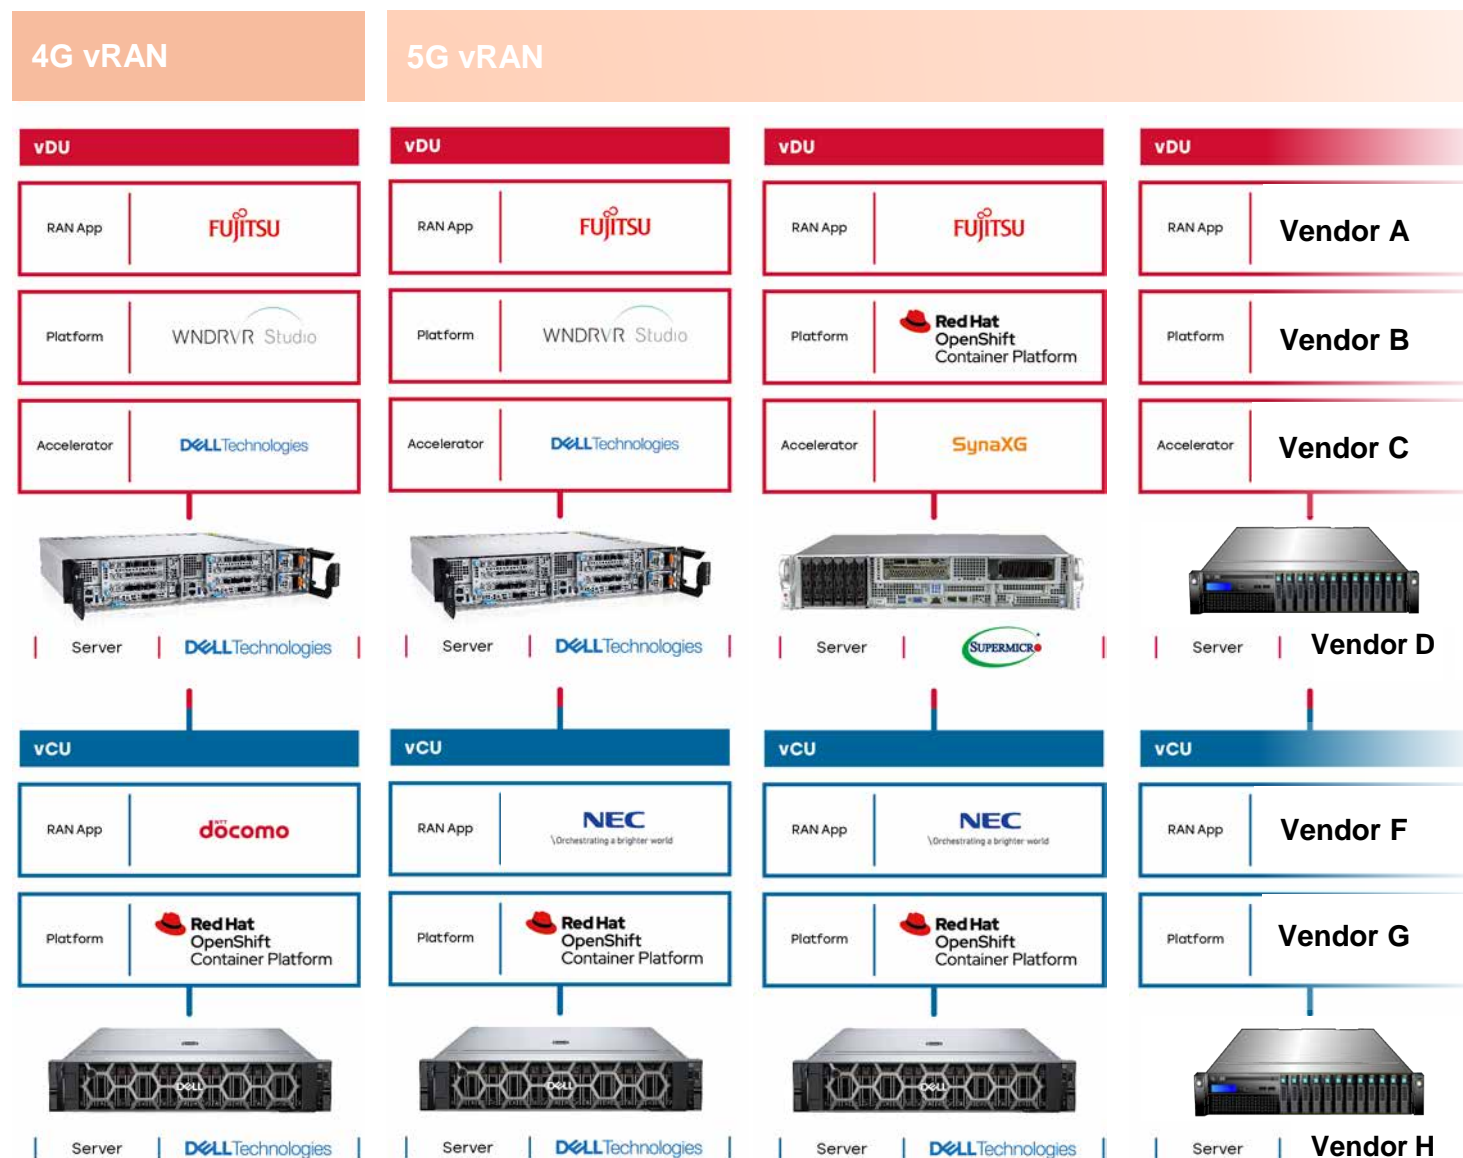 4G vRAN
5G vRAN
vDU
vDU
vDU
vDU
RAN App
FUJITSU
RAN App
FUJITSU
RAN App
FUJITSU
RAN App
Vendor A
Platform
WNDRVR Studio
Platform
WNDRVR Studio
Platform
Red Hat
OpenShift
Container Platform
Platform
Vendor B
Accelerator
DELL Technologies
Accelerator
DELL Technologies
Accelerator
SynaXG
Accelerator
Vendor C
Server
DELL Technologies
Server
DELL Technologies
Server
SUPERMICRO
Server
Vendor D
vCU
vCU
vCU
vCU
RAN App
NTT
döcomo
RAN App
NEC
\Orchestrating a brighter world
RAN App
NEC
\Orchestrating a brighter world
RAN App
Vendor F
Platform
Red Hat
OpenShift
Container Platform
Platform
Red Hat
OpenShift
Container Platform
Platform
Red Hat
OpenShift
Container Platform
Platform
Vendor G
DELL
DELL
DELL
Server
DELL Technologies
Server
DELL Technologies
Server
DELL Technologies
Server
Vendor H